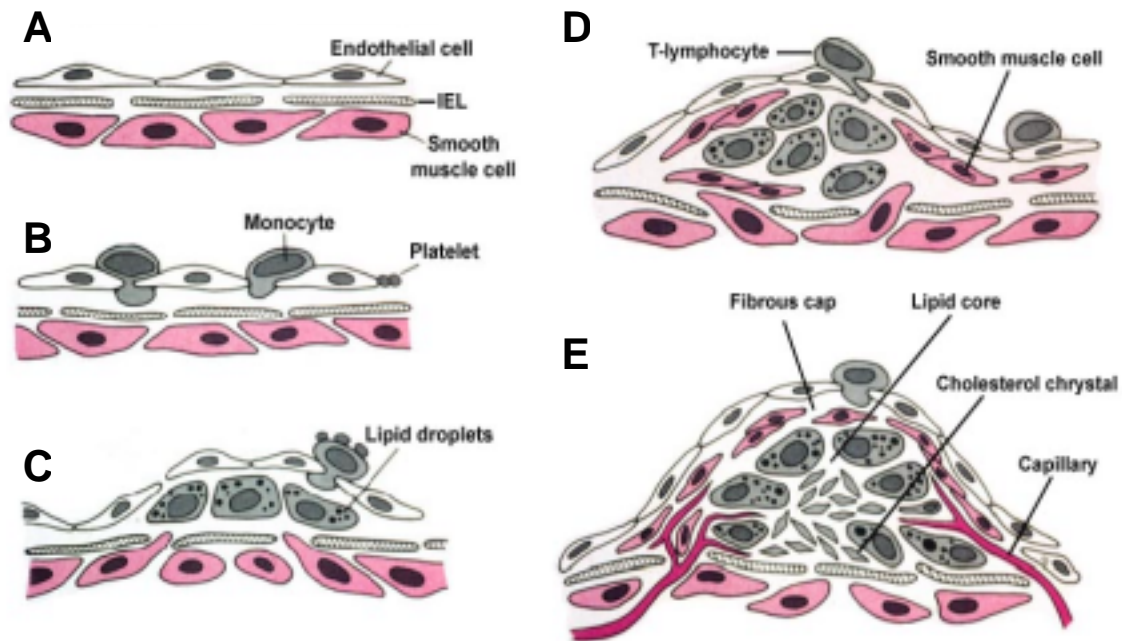 A
Endothelial cell
IEL
Smooth
muscle cell
B
Monocyte
Platelet
C
Lipid droplets
D
T-lymphocyte
Smooth muscle cell
E
Fibrous cap
Lipid core
Cholesterol chrystal
Capillary